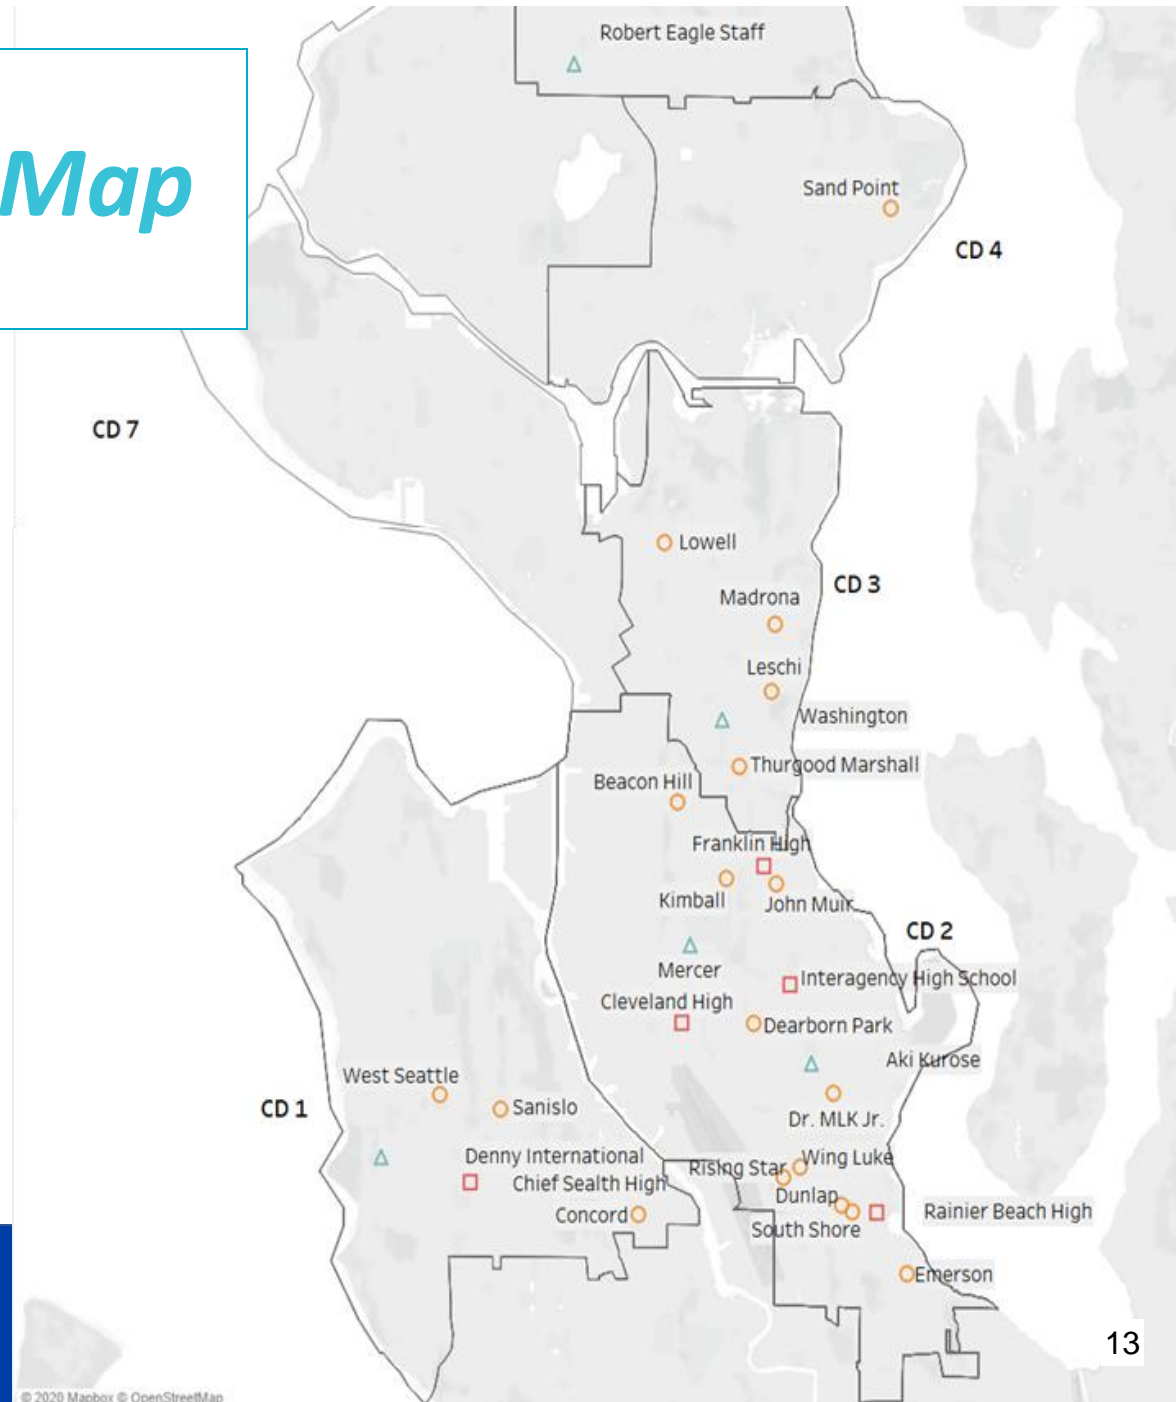 Robert Eagle Staff
Map
Sand Point
CD 4
CD 7
Lowell
CD 3
Madrona
Leschi
Washington
Thurgood Marshall
Beacon Hill
Franklin High
Kimball
John Muir
CD 2
Mercer
Interagency High School
Cleveland High
Dearborn Park
Aki Kurose
West Seattle
CD 1
Sanislo
Dr. MLK Jr.
Denny International
Wing Luke
Rising Star
Chief Sealth High
Dunlap
Concord
South Shore
Rainier Beach High
Emerson
13
© 2020 Mapbox © OpenStreetMap